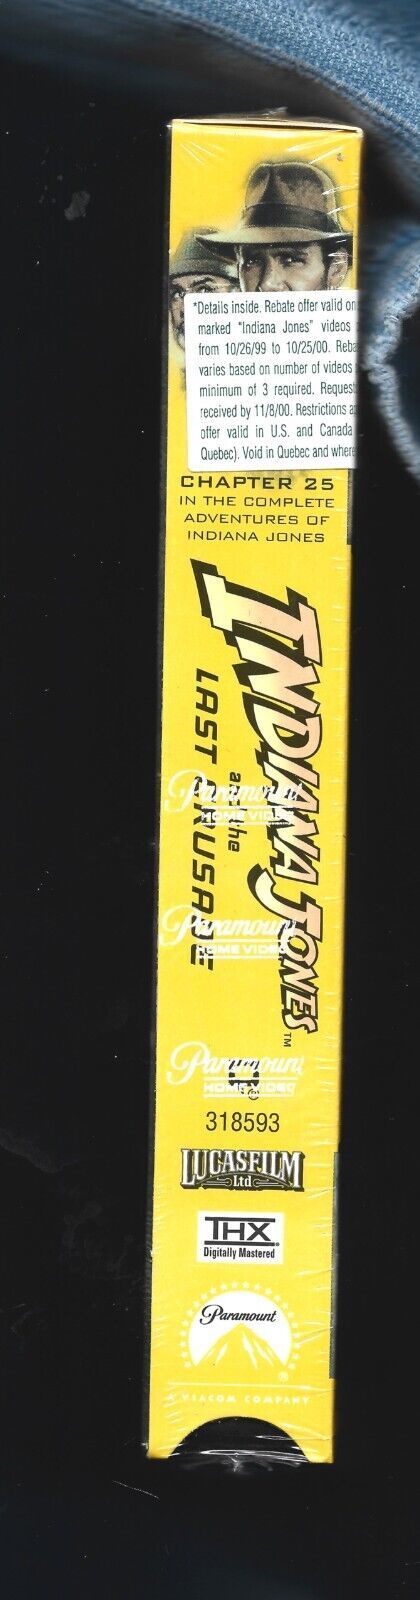 *Details inside. Rebate offer valid on
marked "Indiana Jones" videos
from 10/26/99 to 10/25/00. Reba
varies based on number of videos
minimum of 3 required. Request
received by 11/8/00. Restrictions ap
offer valid in U.S. and Canada
Quebec). Void in Quebec and where
CHAPTER 25
IN THE COMPLETE
ADVENTURES OF
INDIANA JONES
INDIANA JONES™
and the
LAST CRUSADE
Paramount
HOME VIDEO
Paramount
HOME VIDEO
Paramount
HOME VIDEO®
318593
LUCASFILM
Ltd
THX
Digitally Mastered
Paramount
®
A VIACOM COMPANY